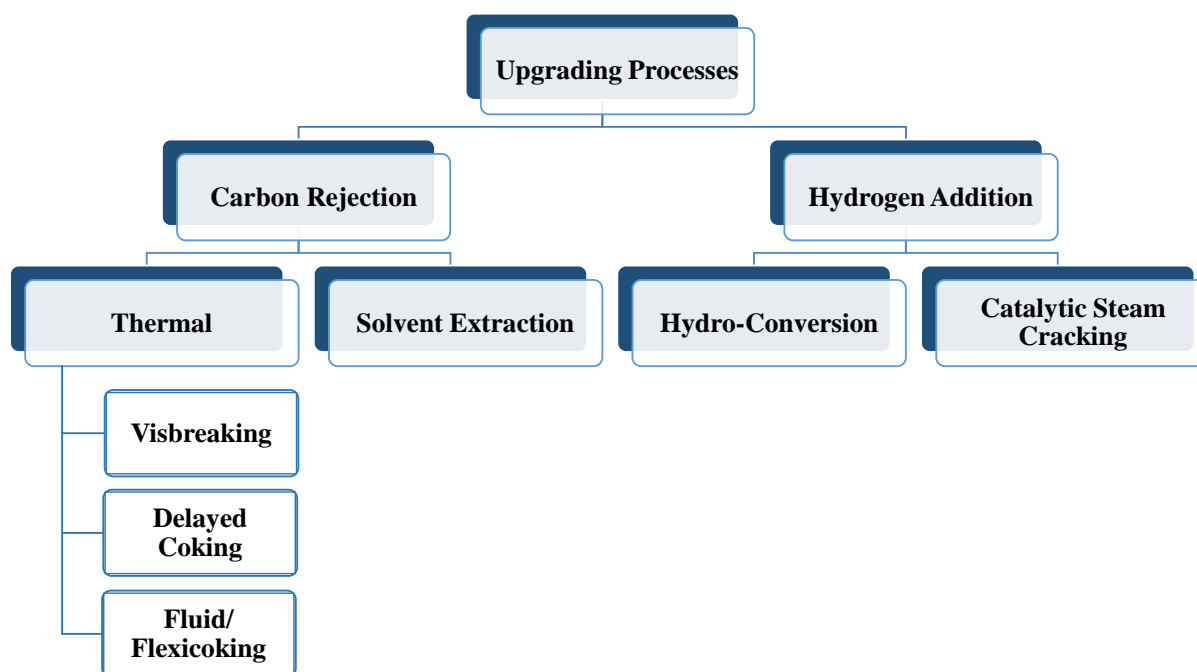 Upgrading Processes
Carbon Rejection
Hydrogen Addition
Thermal
Solvent Extraction
Hydro-Conversion
Catalytic Steam
Cracking
Visbreaking
Delayed
Coking
Fluid/
Flexicoking